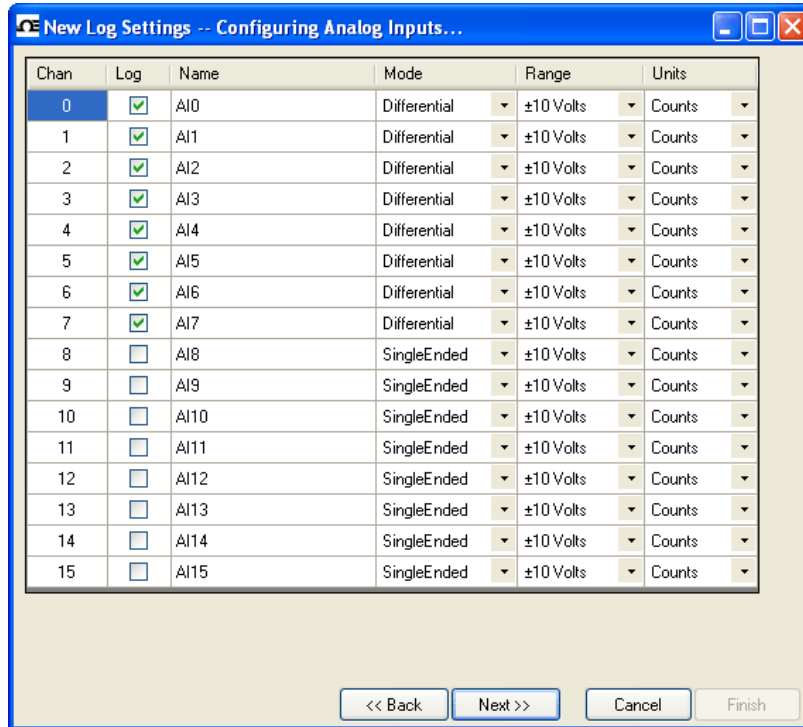 New Log Settings -- Configuring Analog Inputs...
Chan Log Name Mode Range Units
0 AI0 Differential ±10 Volts Counts
1 AI1 Differential ±10 Volts Counts
2 AI2 Differential ±10 Volts Counts
3 AI3 Differential ±10 Volts Counts
4 AI4 Differential ±10 Volts Counts
5 AI5 Differential ±10 Volts Counts
6 AI6 Differential ±10 Volts Counts
7 AI7 Differential ±10 Volts Counts
8 AI8 SingleEnded ±10 Volts Counts
9 AI9 SingleEnded ±10 Volts Counts
10 AI10 SingleEnded ±10 Volts Counts
11 AI11 SingleEnded ±10 Volts Counts
12 AI12 SingleEnded ±10 Volts Counts
13 AI13 SingleEnded ±10 Volts Counts
14 AI14 SingleEnded ±10 Volts Counts
15 AI15 SingleEnded ±10 Volts Counts
<< Back Next >> Cancel Finish